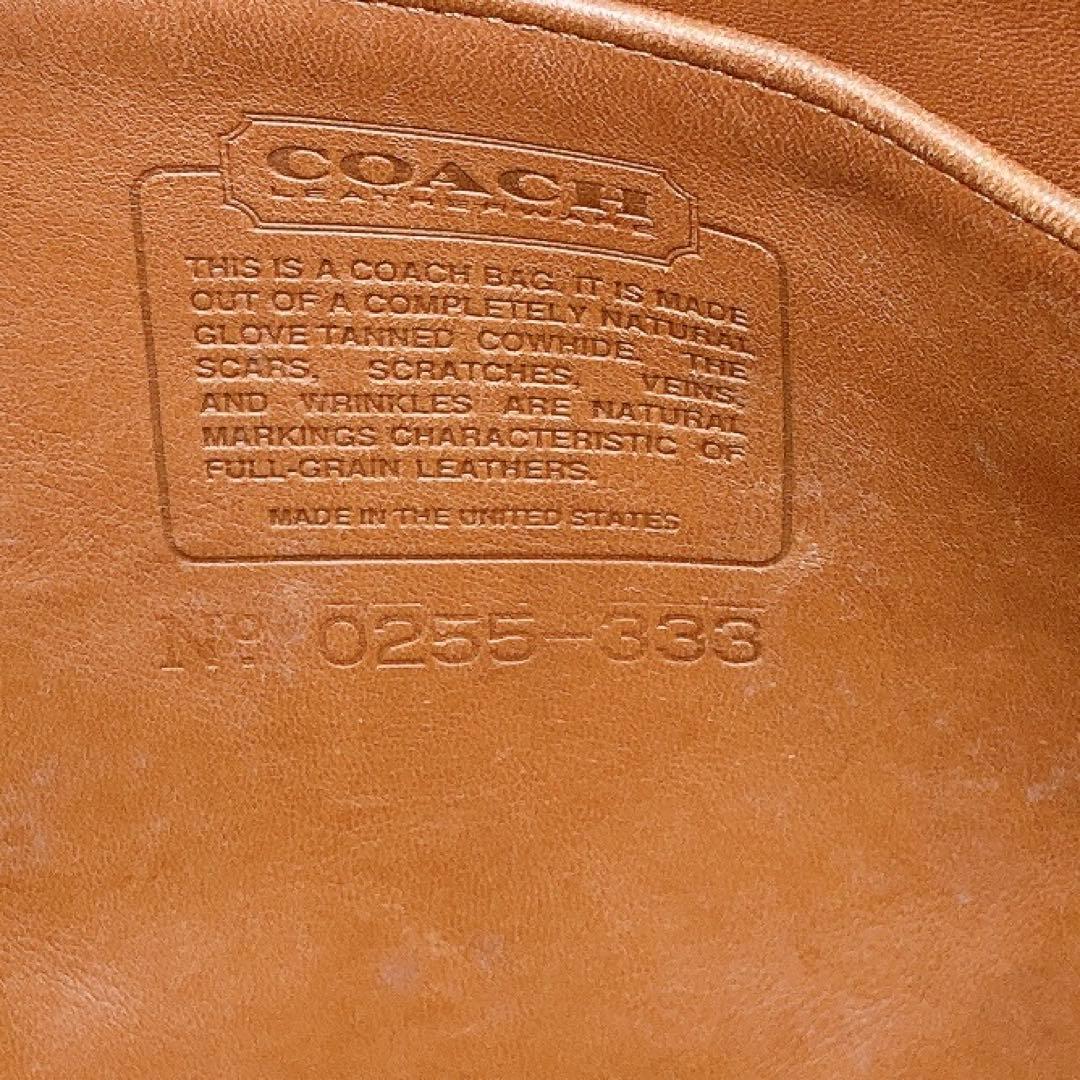 COACH
LEATHERWARE
THIS IS A COACH BAG. IT IS MADE
OUT OF A COMPLETELY NATURAL
GLOVE TANNED COWHIDE. THE
SCARS, SCRATCHES, VEINS,
AND WRINKLES ARE NATURAL
MARKINGS CHARACTERISTIC OF
FULL-GRAIN LEATHERS.
MADE IN THE UNITED STATES
Nº 0255-333